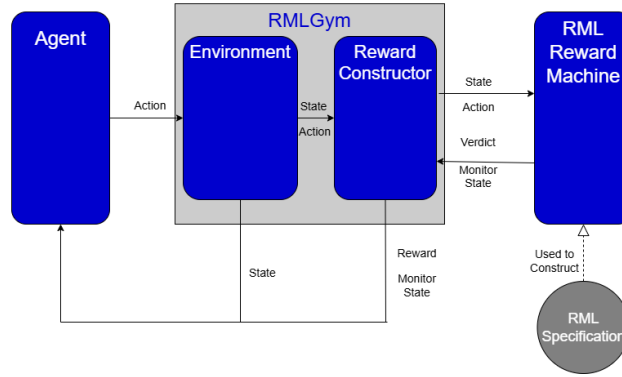 RMLGym
Agent
Environment
Reward
Constructor
RML
Reward
Machine
Action
State
Action
State
Action
Verdict
Monitor
State
State
Reward
Monitor
State
Used to
Construct
RML
Specification